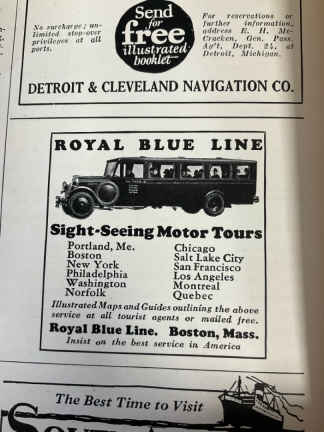 No surcharge; un-
limited stop-over
privileges at all
ports.
Send
for
free
illustrated
booklet
For reservations or
further information,
address E. H. Mc-
Cracken, Gen. Pass.
Ag't, Dept. 24, at
Detroit, Michigan.
DETROIT & CLEVELAND NAVIGATION CO.
ROYAL BLUE LINE
Sight-Seeing Motor Tours
Portland, Me.
Boston
New York
Philadelphia
Washington
Norfolk
Chicago
Salt Lake City
San Francisco
Los Angeles
Montreal
Quebec
Illustrated Maps and Guides outlining the above
service at all tourist agents or mailed free.
Royal Blue Line. Boston, Mass.
Insist on the best service in America
The Best Time to Visit